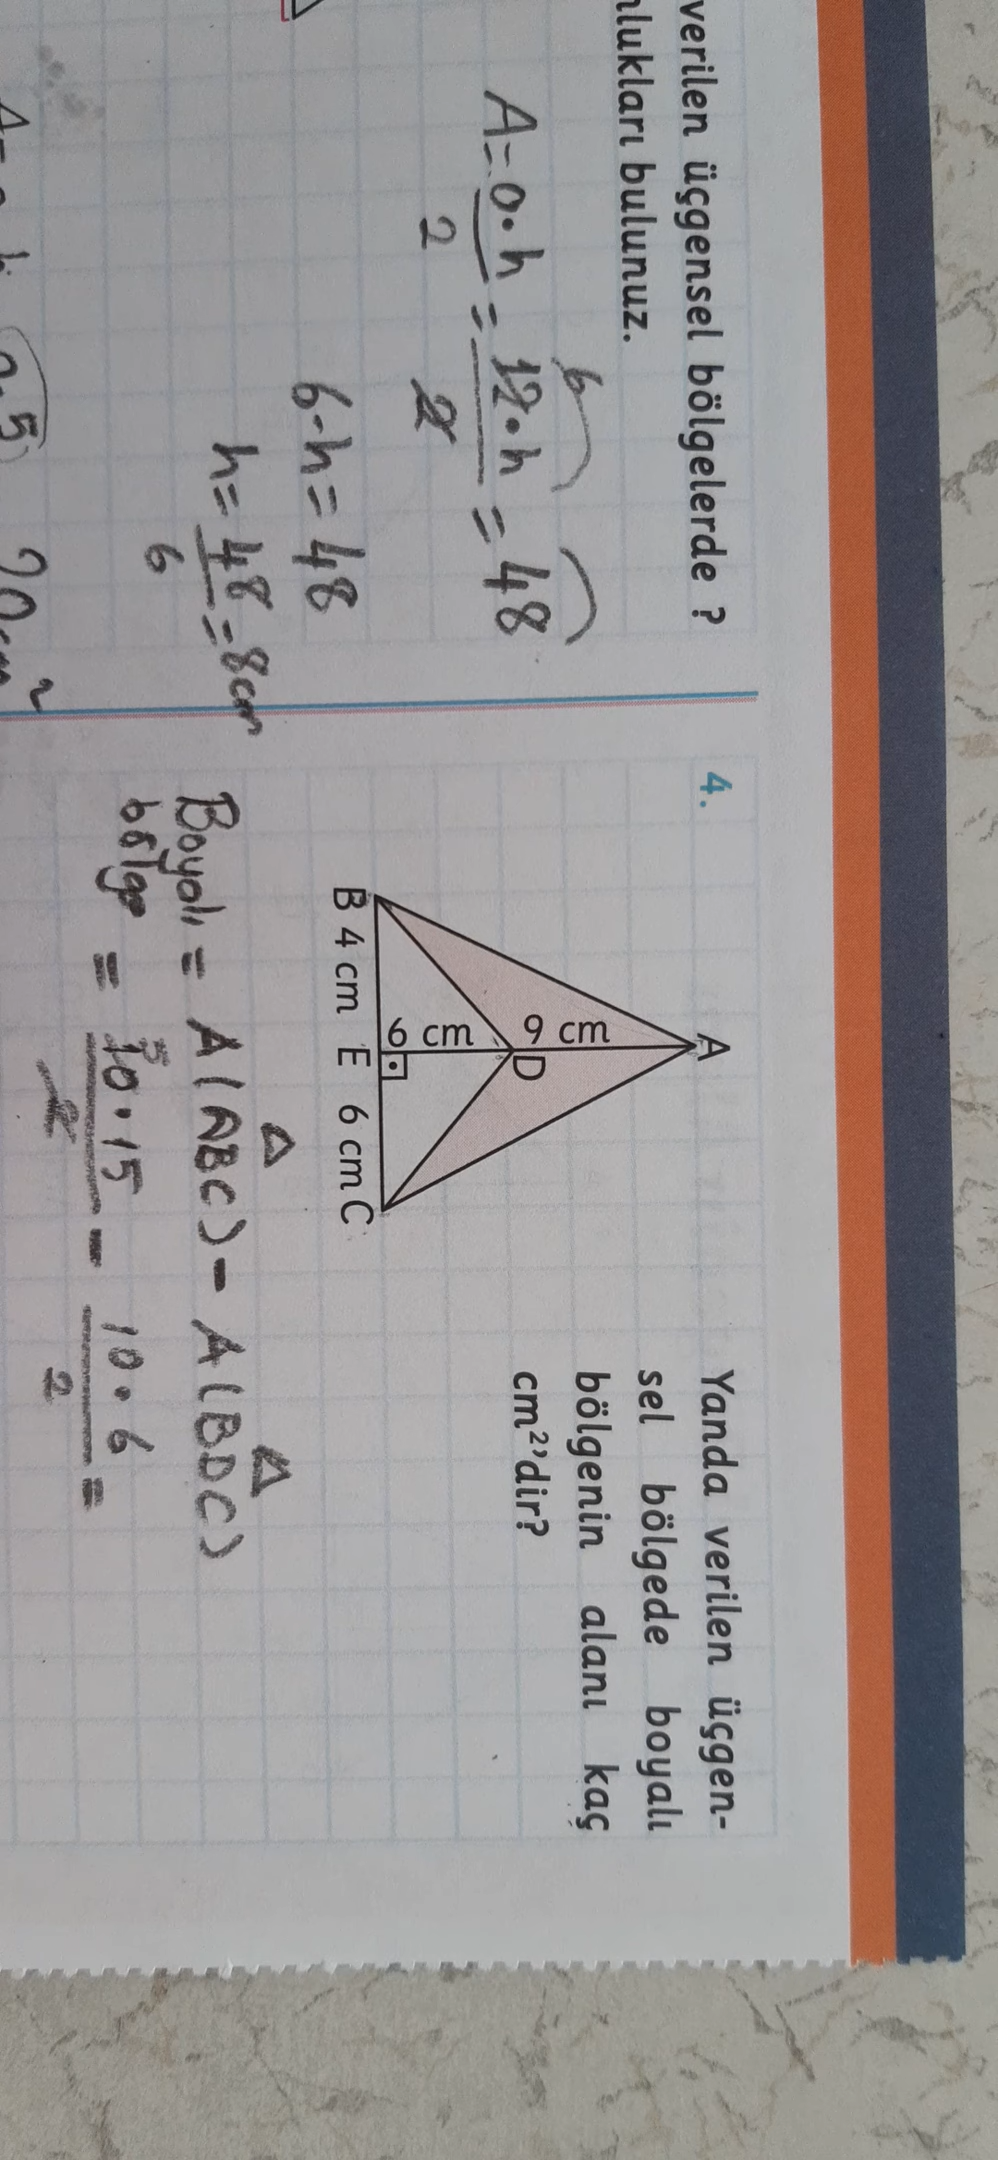 verilen üçgensel bölgelerde ?
nlukları bulunuz.
A = a.h / 2 = 12.h / 2 = 48
6
6.h = 48
h = 48 / 6 = 8cm
4.
A
9 cm
D
6 cm
B 4 cm E 6 cm C
Yanda verilen üçgen-
sel bölgede boyalı
bölgenin alanı kaç
cm²'dir?
Boyalı = A(ABC) - A(BDC)
bölge = 10.15 / 2 - 10.6 / 2 =
5